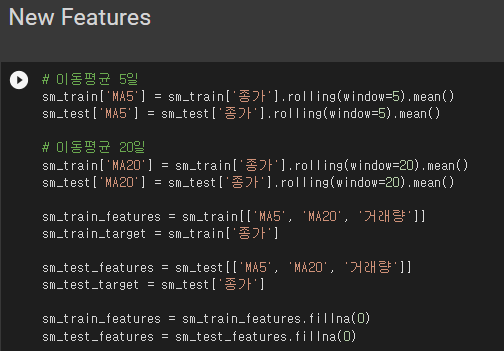 New Features
# 이동평균 5일
sm_train['MA5'] = sm_train['종가'].rolling(window=5).mean()
sm_test['MA5'] = sm_test['종가'].rolling(window=5).mean()
# 이동평균 20일
sm_train['MA20'] = sm_train['종가'].rolling(window=20).mean()
sm_test['MA20'] = sm_test['종가'].rolling(window=20).mean()
sm_train_features = sm_train[['MA5', 'MA20', '거래량']]
sm_train_target = sm_train['종가']
sm_test_features = sm_test[['MA5', 'MA20', '거래량']]
sm_test_target = sm_test['종가']
sm_train_features = sm_train_features.fillna(0)
sm_test_features = sm_test_features.fillna(0)